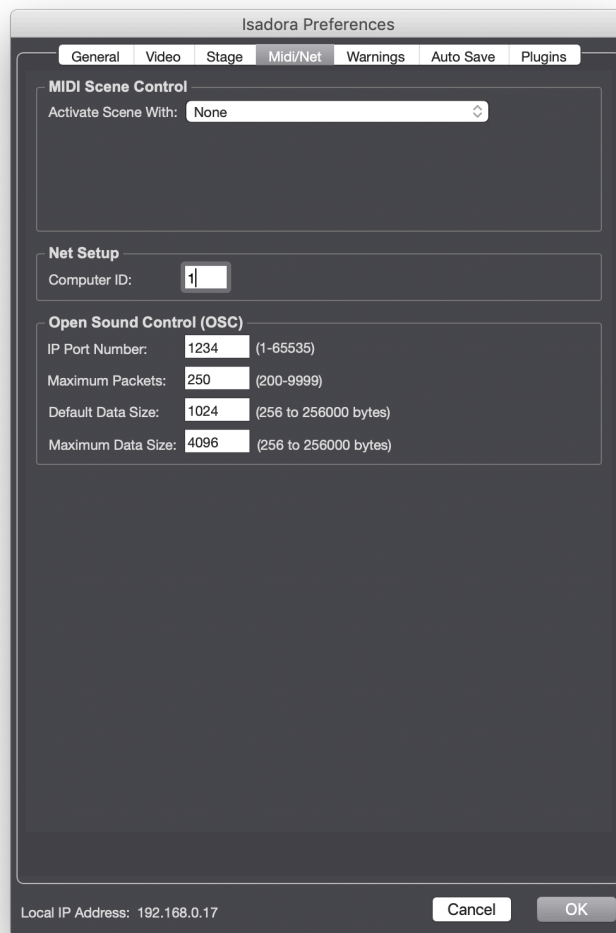 Isadora Preferences
General Video Stage Midi/Net Warnings Auto Save Plugins
MIDI Scene Control
Activate Scene With: None
Net Setup
Computer ID: 1
Open Sound Control (OSC)
IP Port Number: 1234 (1-65535)
Maximum Packets: 250 (200-9999)
Default Data Size: 1024 (256 to 256000 bytes)
Maximum Data Size: 4096 (256 to 256000 bytes)
Local IP Address: 192.168.0.17 Cancel OK